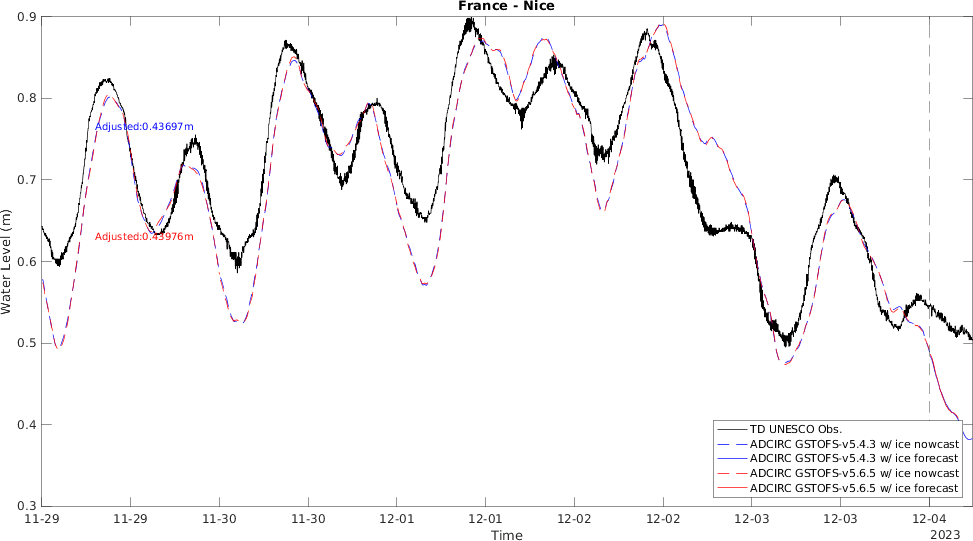 France - Nice
0.9
0.8
0.7
0.6
0.5
0.4
0.3
Water Level (m)
Adjusted:0.43697m
Adjusted:0.43976m
TD UNESCO Obs.
ADCIRC GSTOFS-v5.4.3 w/ ice nowcast
ADCIRC GSTOFS-v5.4.3 w/ ice forecast
ADCIRC GSTOFS-v5.6.5 w/ ice nowcast
ADCIRC GSTOFS-v5.6.5 w/ ice forecast
11-29 11-29 11-30 11-30 12-01 12-01 12-02 12-02 12-03 12-03 12-04
Time
2023